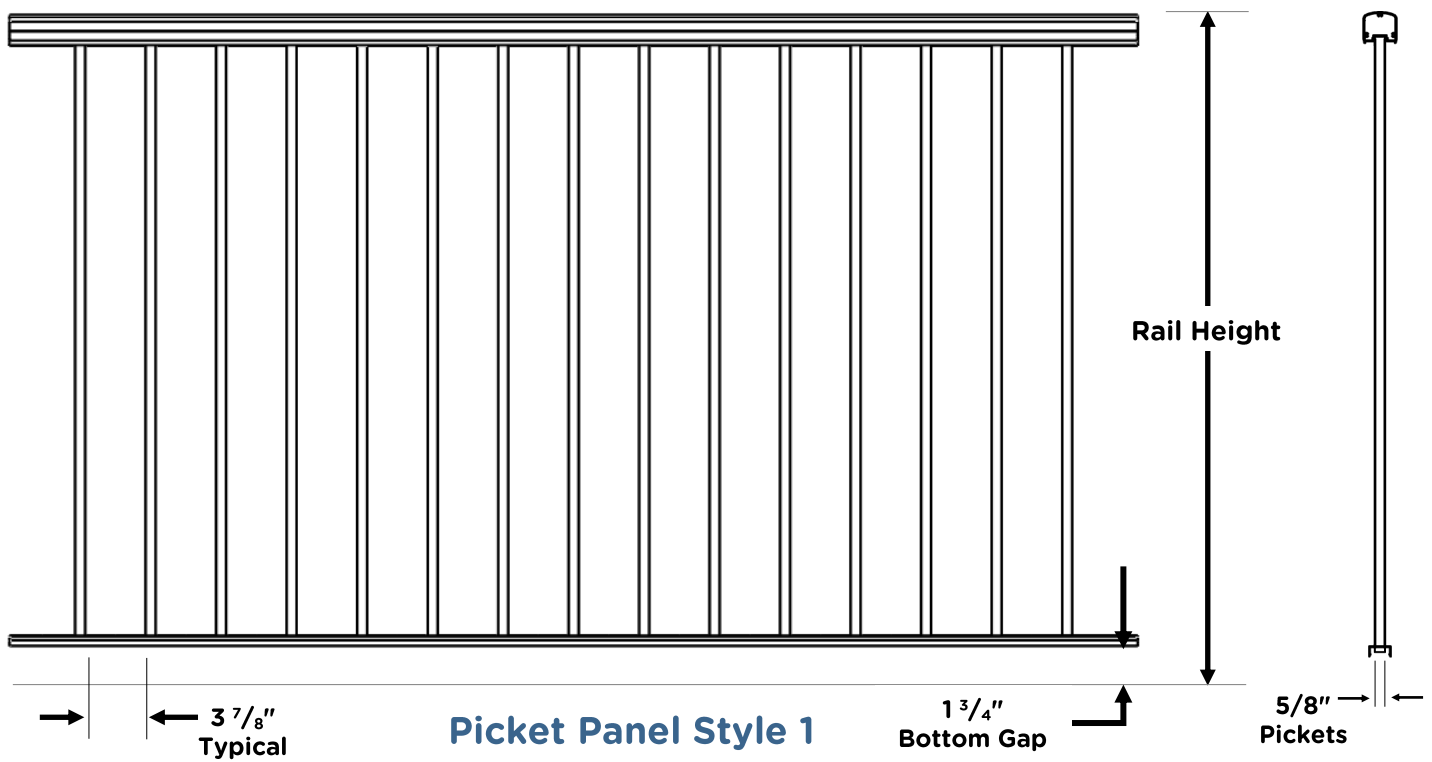 Rail Height
3 7/8"
Typical
Picket Panel Style 1
1 3/4"
Bottom Gap
5/8"
Pickets